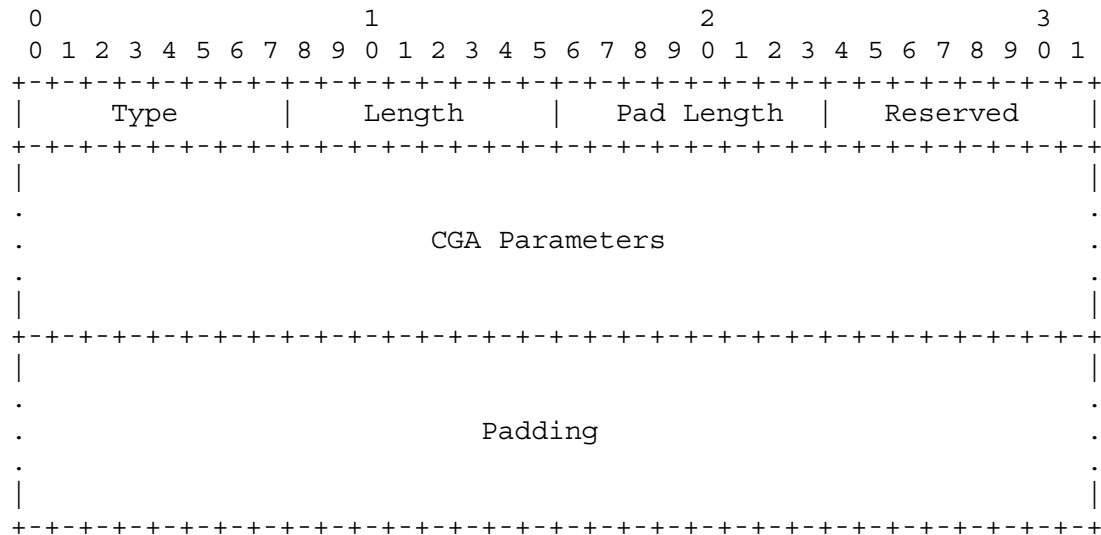 0                   1                   2                   3
 0 1 2 3 4 5 6 7 8 9 0 1 2 3 4 5 6 7 8 9 0 1 2 3 4 5 6 7 8 9 0 1
+-+-+-+-+-+-+-+-+-+-+-+-+-+-+-+-+-+-+-+-+-+-+-+-+-+-+-+-+-+-+-+-+
|     Type      |    Length     |   Pad Length  |   Reserved    |
+-+-+-+-+-+-+-+-+-+-+-+-+-+-+-+-+-+-+-+-+-+-+-+-+-+-+-+-+-+-+-+-+
|                                                               |
.                                                               .
.                        CGA Parameters                         .
.                                                               .
|                                                               |
+-+-+-+-+-+-+-+-+-+-+-+-+-+-+-+-+-+-+-+-+-+-+-+-+-+-+-+-+-+-+-+-+
|                                                               |
.                                                               .
.                           Padding                             .
.                                                               .
|                                                               |
+-+-+-+-+-+-+-+-+-+-+-+-+-+-+-+-+-+-+-+-+-+-+-+-+-+-+-+-+-+-+-+-+